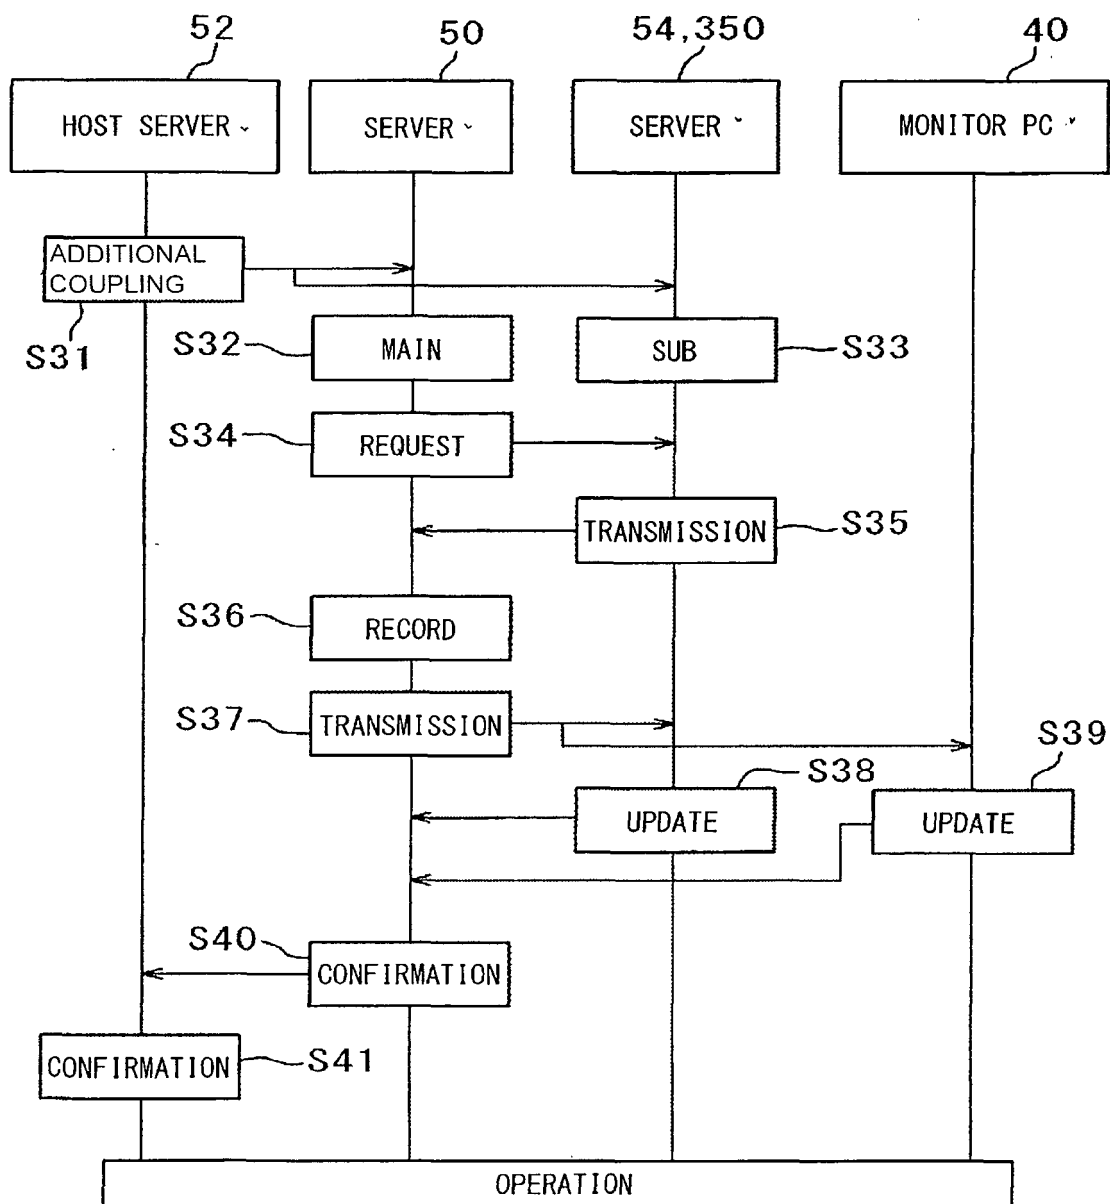 52
50
54,350
40
HOST SERVER
SERVER
SERVER
MONITOR PC
ADDITIONAL
COUPLING
S31
S32
MAIN
SUB
S33
S34
REQUEST
TRANSMISSION
S35
S36
RECORD
S37
TRANSMISSION
S38
S39
UPDATE
UPDATE
S40
CONFIRMATION
CONFIRMATION
S41
OPERATION